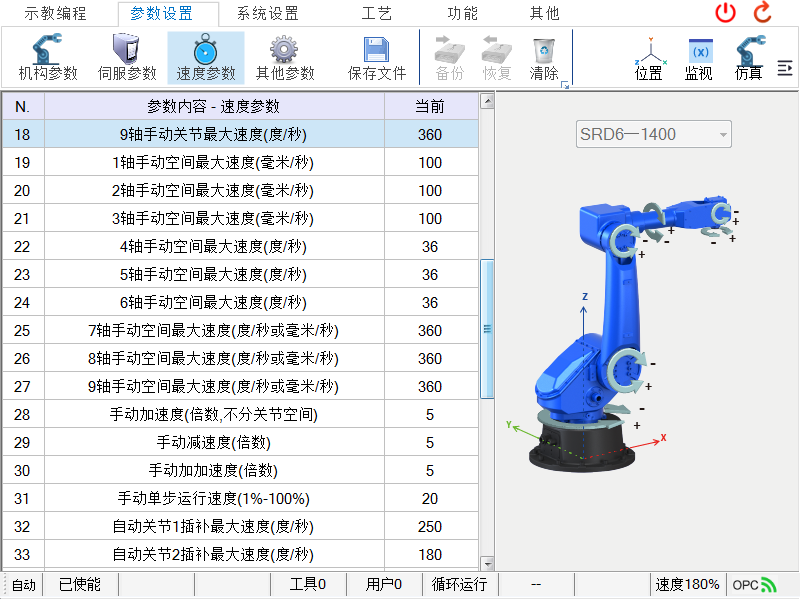 示教编程 参数设置 系统设置 工艺 功能 其他
机构参数 伺服参数 速度参数 其他参数 保存文件 备份 恢复 清除 位置 监视 仿真
N. 参数内容 - 速度参数 当前
18 9轴手动关节最大速度(度/秒) 360
19 1轴手动空间最大速度(毫米/秒) 100
20 2轴手动空间最大速度(毫米/秒) 100
21 3轴手动空间最大速度(毫米/秒) 100
22 4轴手动空间最大速度(度/秒) 36
23 5轴手动空间最大速度(度/秒) 36
24 6轴手动空间最大速度(度/秒) 36
25 7轴手动空间最大速度(度/秒或毫米/秒) 360
26 8轴手动空间最大速度(度/秒或毫米/秒) 360
27 9轴手动空间最大速度(度/秒或毫米/秒) 360
28 手动加速度(倍数,不分关节空间) 5
29 手动减速度(倍数) 5
30 手动加加速度(倍数) 5
31 手动单步运行速度(1%-100%) 20
32 自动关节1插补最大速度(度/秒) 250
33 自动关节2插补最大速度(度/秒) 180
SRD6—1400
Z
Y
X
自动 已使能 工具0 用户0 循环运行 -- 速度180% OPC